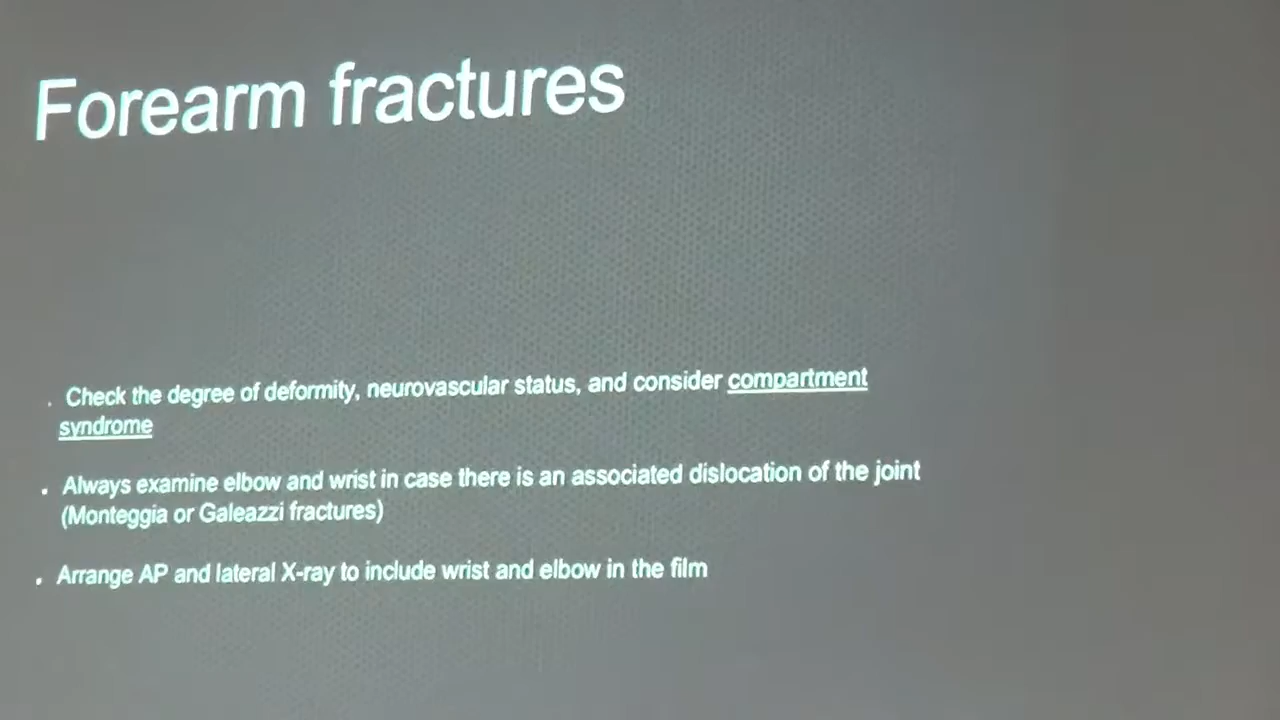 Forearm fractures
. Check the degree of deformity, neurovascular status, and consider compartment
syndrome
. Always examine elbow and wrist in case there is an associated dislocation of the joint
(Monteggia or Galeazzi fractures)
. Arrange AP and lateral X-ray to include wrist and elbow in the film